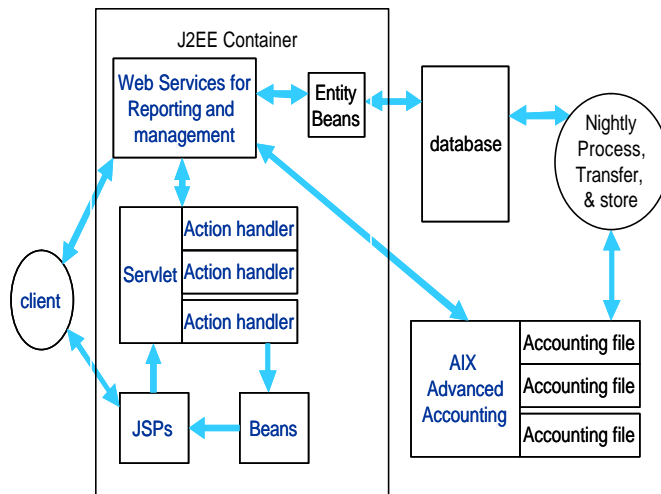 J2EE Container
Web Services for
Reporting and
management
Entity
Beans
database
Nightly
Process,
Transfer,
& store
client
Servlet
Action handler
Action handler
Action handler
JSPs
Beans
AIX
Advanced
Accounting
Accounting file
Accounting file
Accounting file